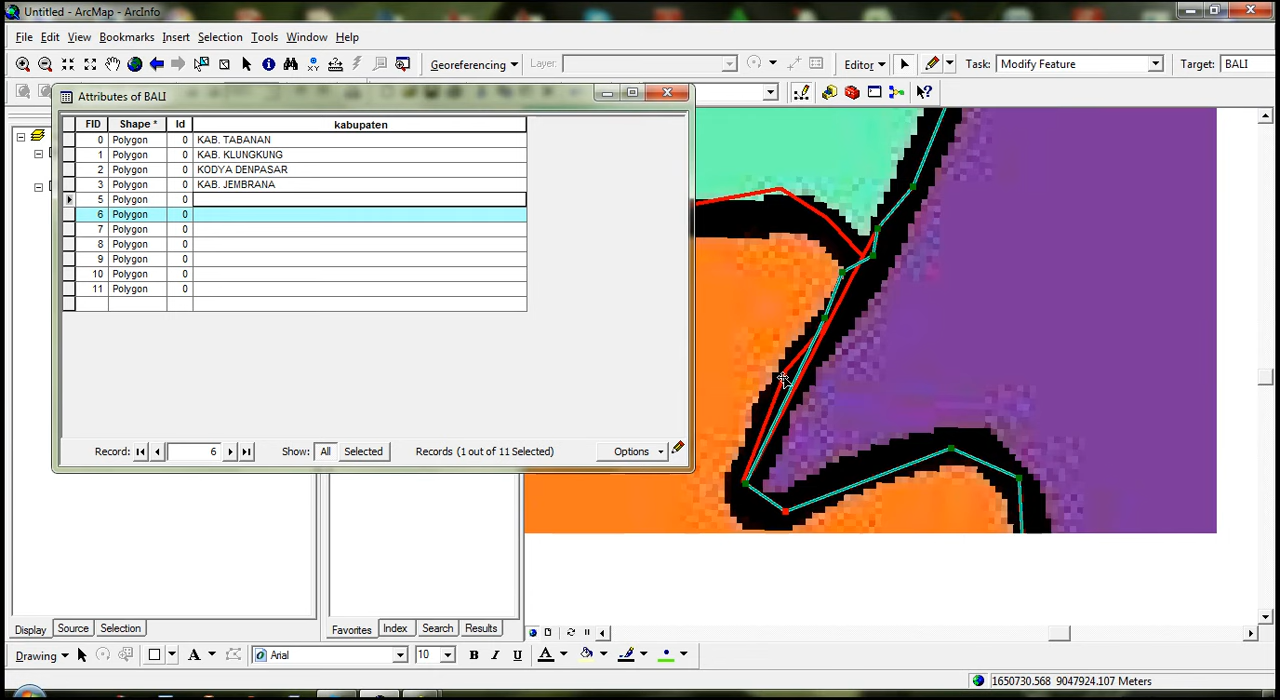 Untitled - ArcMap - ArcInfo
File Edit View Bookmarks Insert Selection Tools Window Help
Georeferencing Layer: Editor Task: Modify Feature Target: BALI
Attributes of BALI
FID Shape * Id kabupaten
0 Polygon 0 KAB. TABANAN
1 Polygon 0 KAB. KLUNGKUNG
2 Polygon 0 KODYA DENPASAR
3 Polygon 0 KAB. JEMBRANA
5 Polygon 0
6 Polygon 0
7 Polygon 0
8 Polygon 0
9 Polygon 0
10 Polygon 0
11 Polygon 0
Record: 6 Show: All Selected Records (1 out of 11 Selected) Options
Display Source Selection Favorites Index Search Results
Drawing A Arial 10 B I U A
1650730.568 9047924.107 Meters